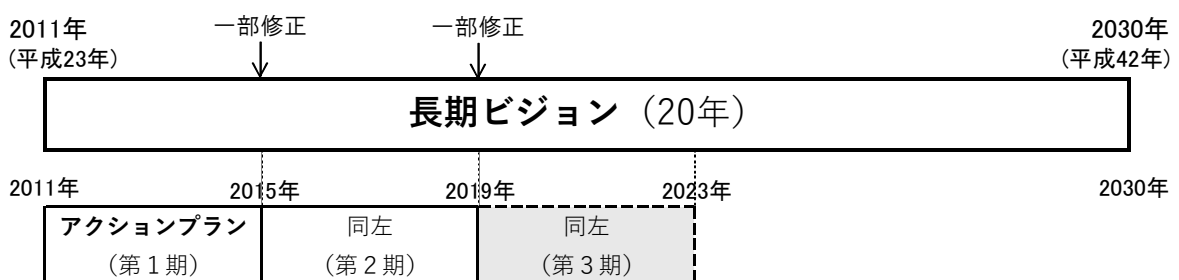 2011年 一部修正 一部修正 2030年
(平成23年) (平成42年)
長期ビジョン（20年）
2011年 2015年 2019年 2023年 2030年
アクションプラン 同左 同左
（第１期） （第２期） （第３期）